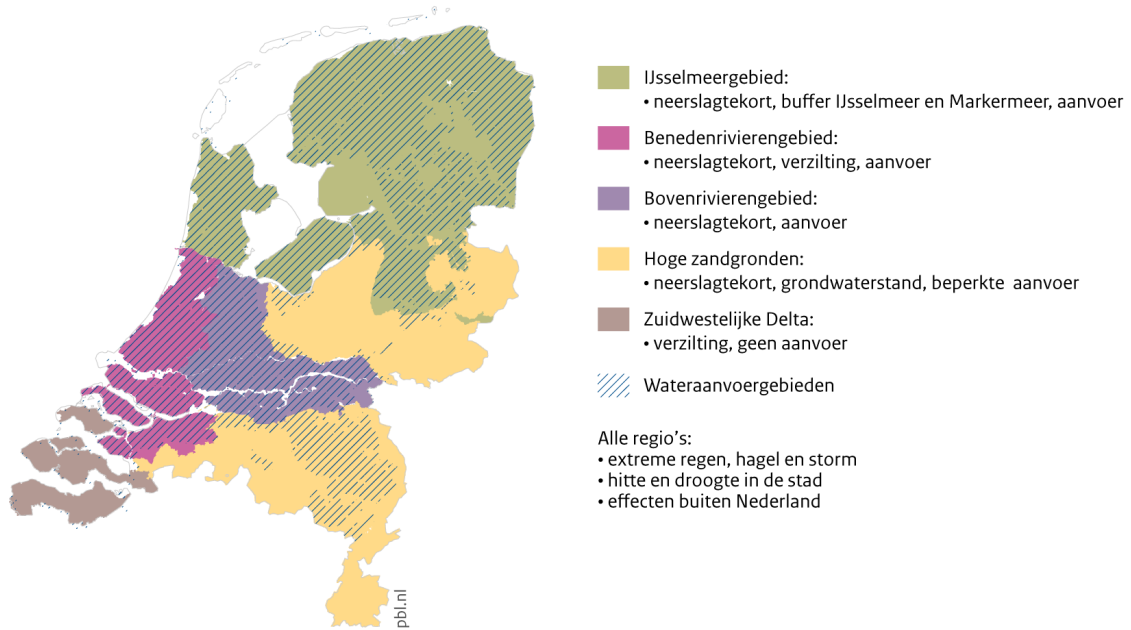 IJsselmeergebied:
• neerslagtekort, buffer IJsselmeer en Markermeer, aanvoer
Benedenrivierengebied:
• neerslagtekort, verzilting, aanvoer
Bovenrivierengebied:
• neerslagtekort, aanvoer
Hoge zandgronden:
• neerslagtekort, grondwaterstand, beperkte aanvoer
Zuidwestelijke Delta:
• verzilting, geen aanvoer
Wateraanvoergebieden
Alle regio's:
• extreme regen, hagel en storm
• hitte en droogte in de stad
• effecten buiten Nederland
pbl.nl